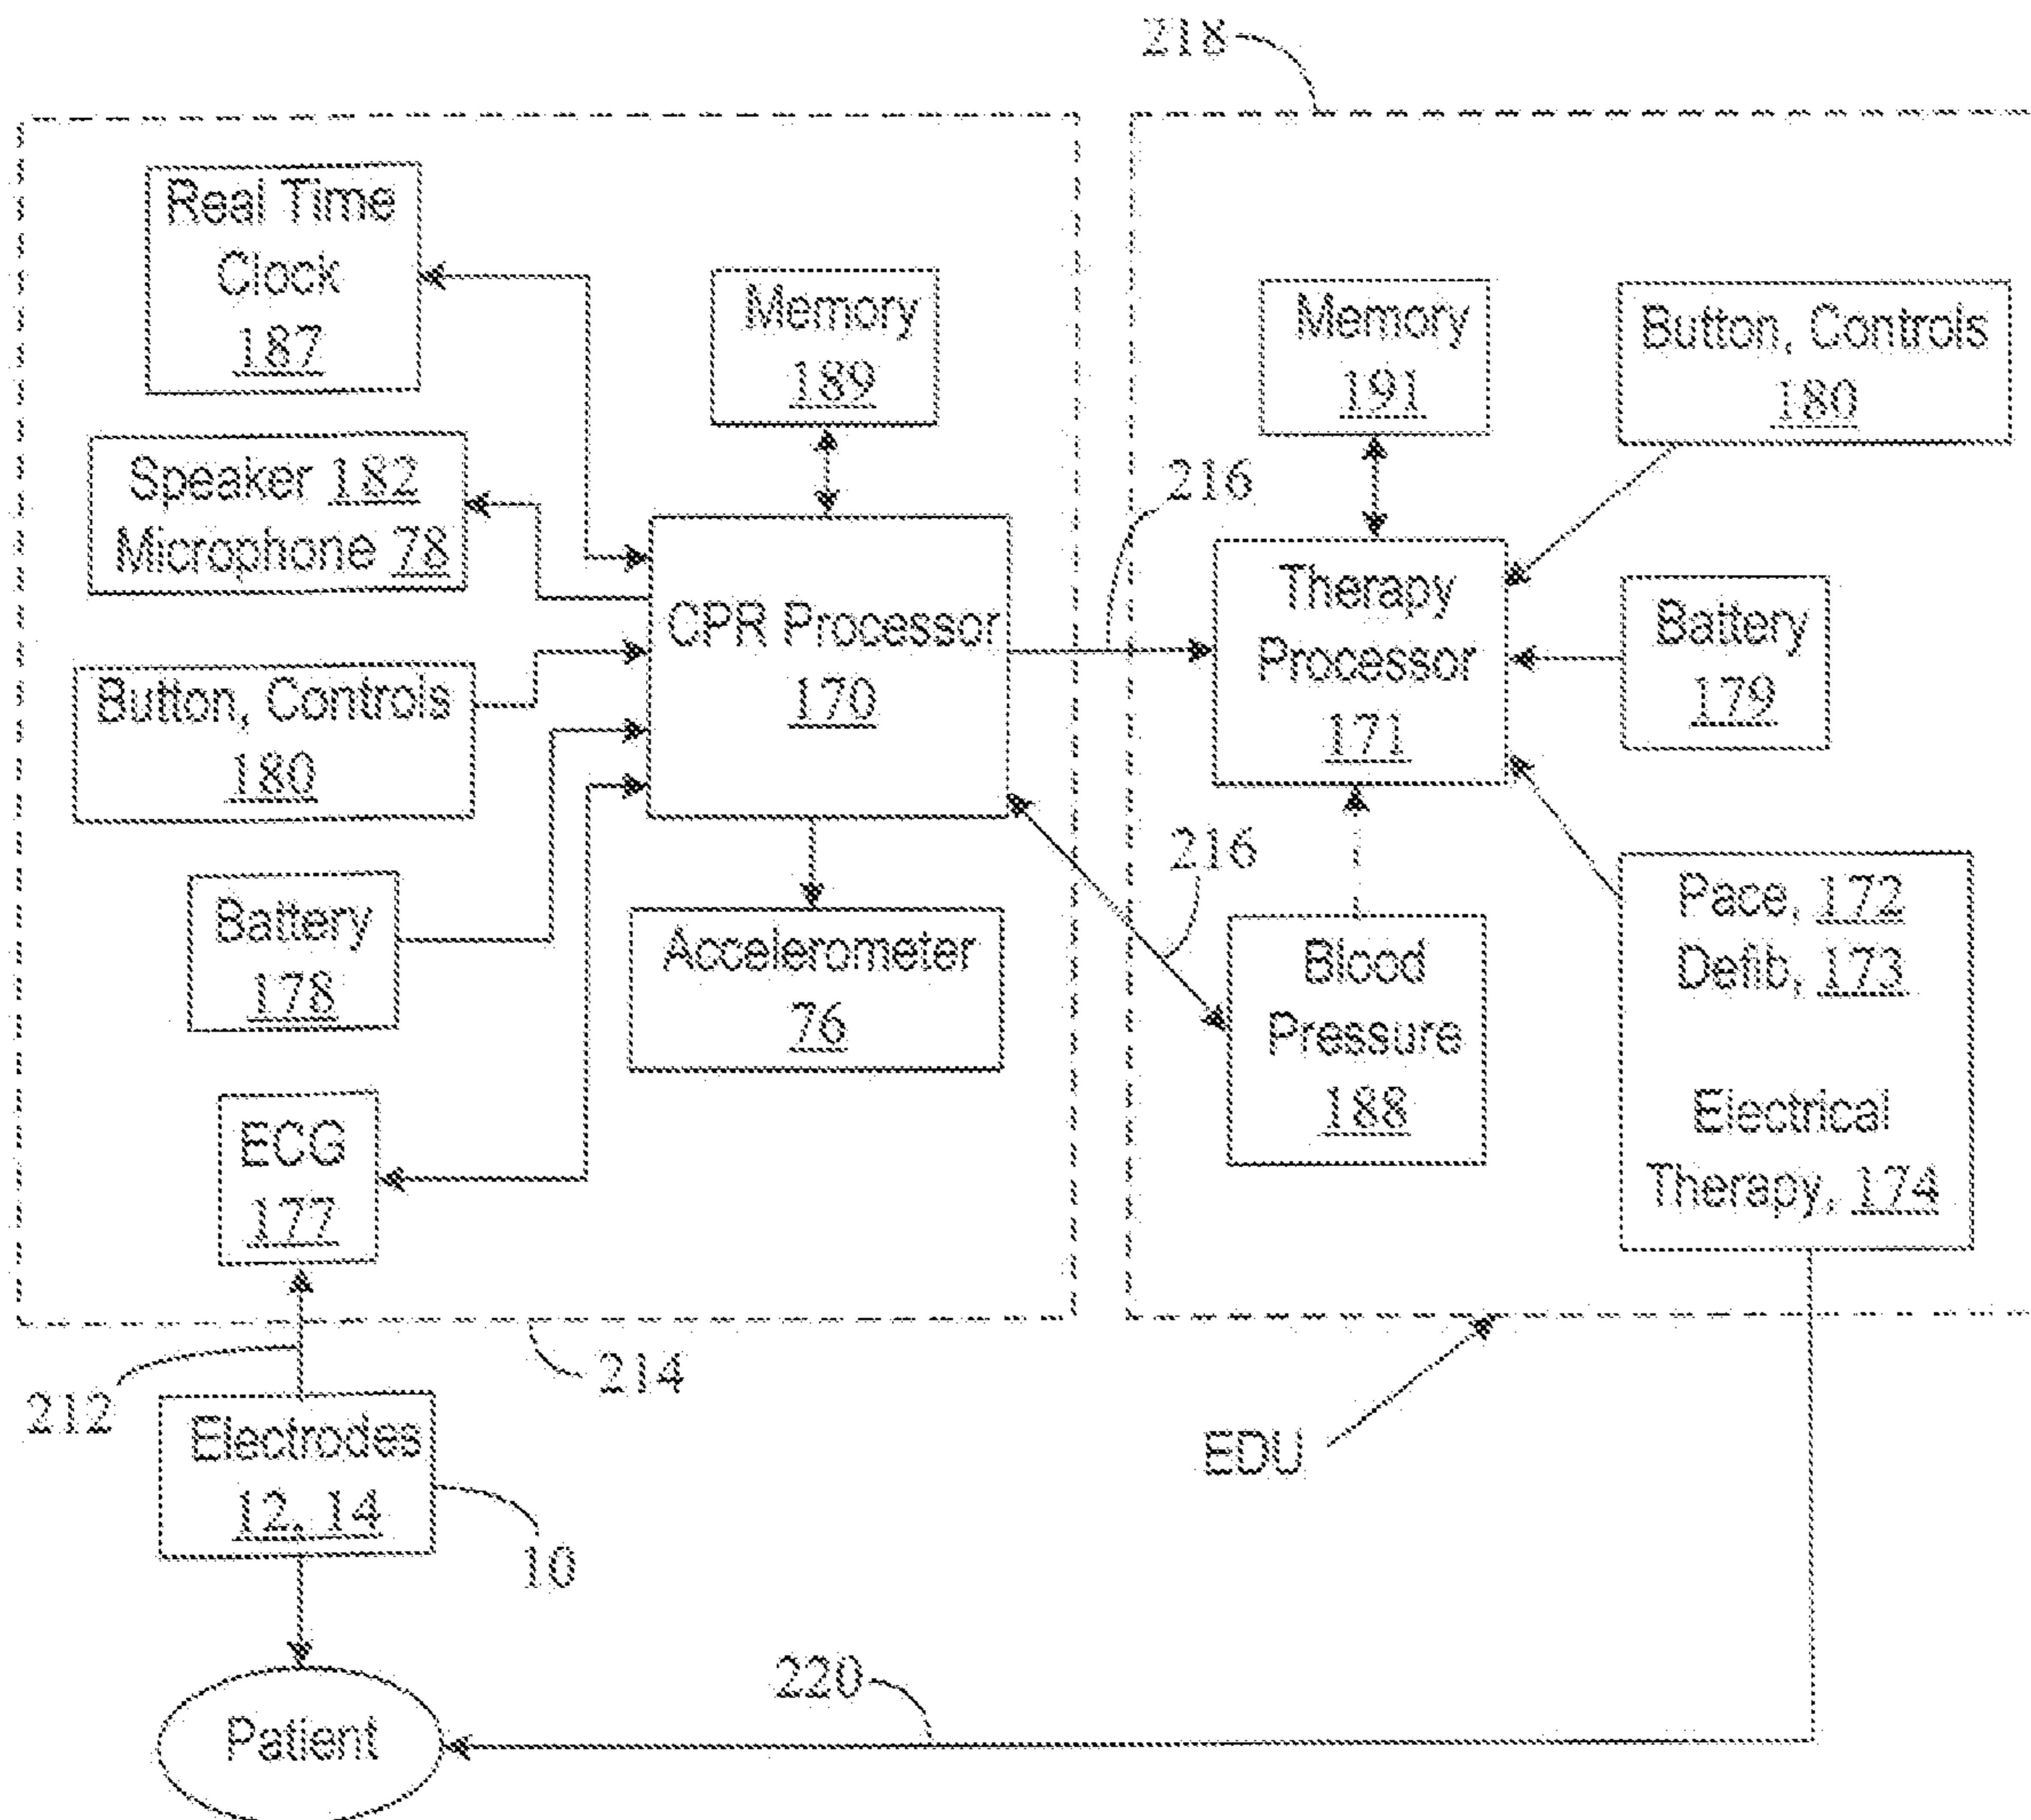 218
Real Time
Clock
187
Memory
189
Speaker 182
Microphone 78
CPR Processor
170
Button, Controls
180
Battery
178
Accelerometer
76
ECG
177
216
216
Memory
191
Button, Controls
180
Therapy
Processor
171
Battery
179
Blood
Pressure
188
Pace, 172
Defib, 173
Electrical
Therapy, 174
212
214
Electrodes
12, 14
10
EDU
220
Patient